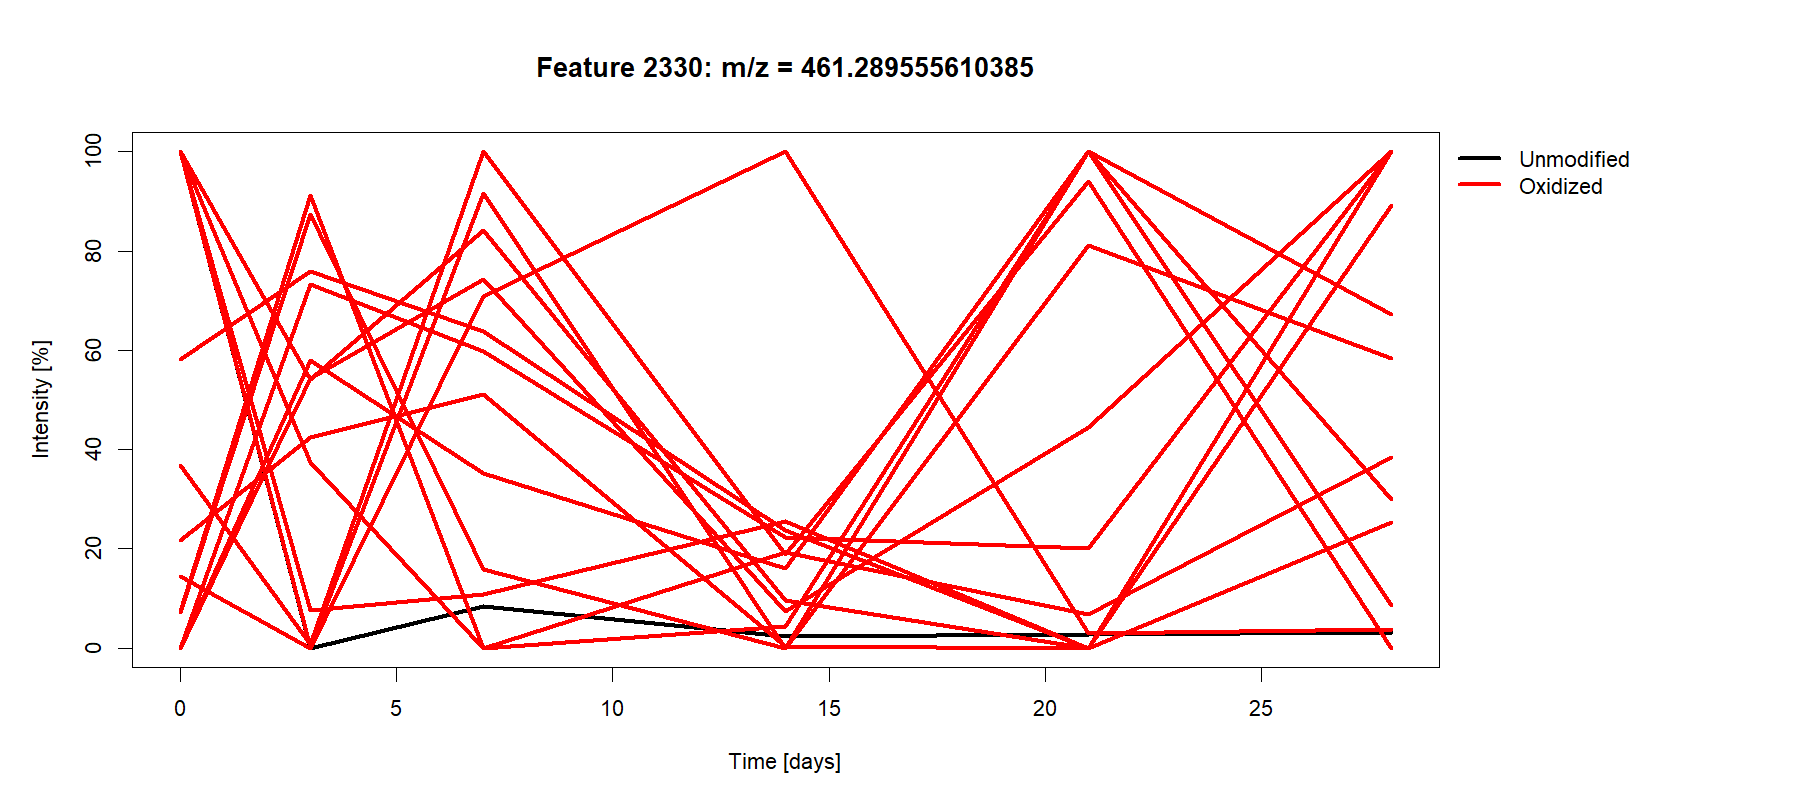 Feature 2330: m/z = 461.289555610385
Unmodified
Oxidized
100
80
60
40
20
0
Intensity [%]
0 5 10 15 20 25
Time [days]